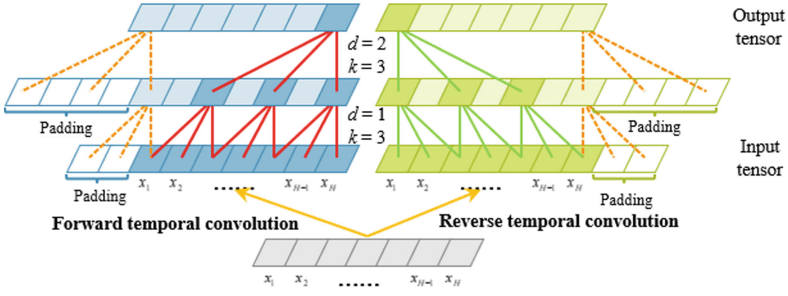 Output
tensor
d = 2
k = 3
Padding
Padding
d = 1
k = 3
Input
tensor
Padding
x1 x2 ...... xH−1 xH
x1 x2 ...... xH−1 xH
Padding
Forward temporal convolution
Reverse temporal convolution
x1 x2 ...... xH−1 xH